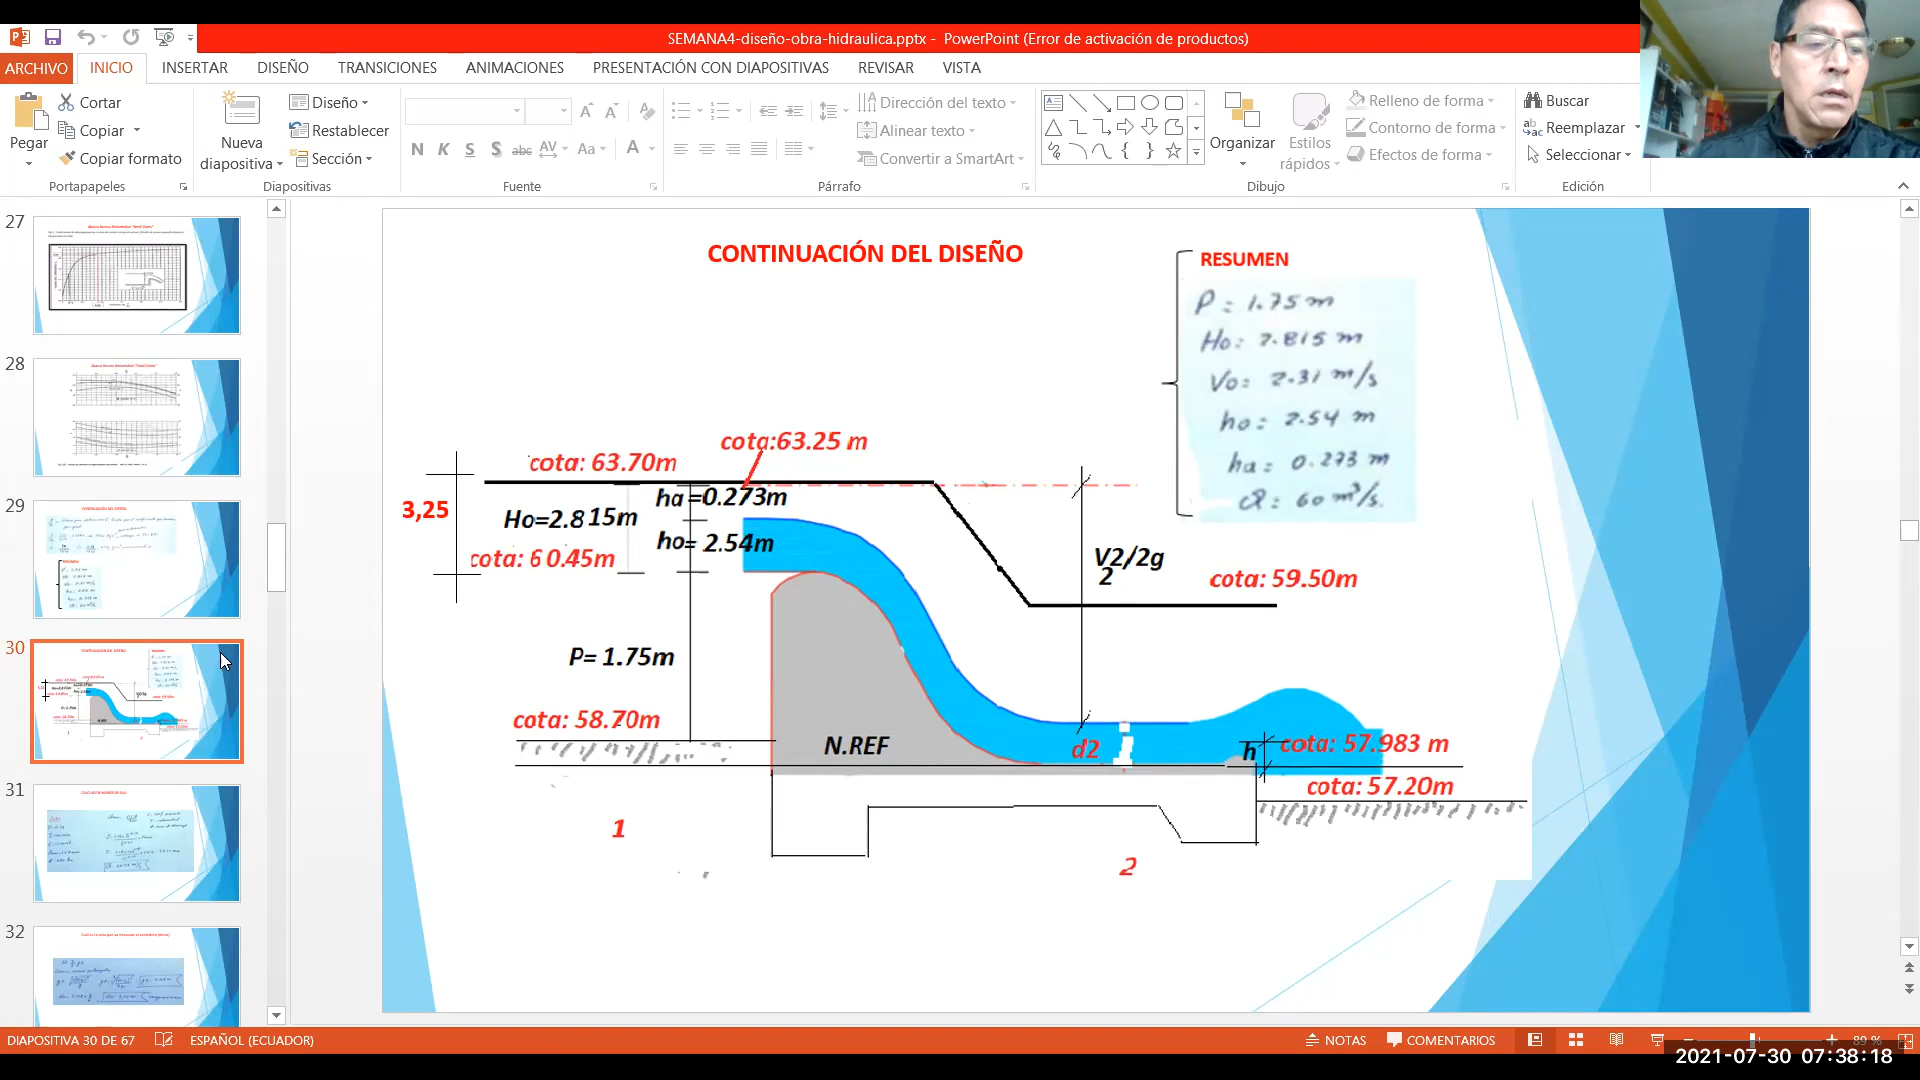 SEMANA4-diseño-obra-hidraulica.pptx - PowerPoint (Error de activación de productos)
ARCHIVO INICIO INSERTAR DISEÑO TRANSICIONES ANIMACIONES PRESENTACIÓN CON DIAPOSITIVAS REVISAR VISTA
Pegar
Cortar
Copiar
Copiar formato
Portapapeles
Nueva
diapositiva
Diseño
Restablecer
Sección
Diapositivas
N K S S abc AV Aa A
Fuente
Dirección del texto
Alinear texto
Convertir a SmartArt
Párrafo
Organizar
Estilos
rápidos
Relleno de forma
Contorno de forma
Efectos de forma
Dibujo
Buscar
Reemplazar
Seleccionar
Edición
27
28
29
30
31
32
CONTINUACIÓN DEL DISEÑO
RESUMEN
P = 1.75 m
Ho: 2.815 m
Vo: 2.31 m/s
ho: 2.54 m
ha: 0.273 m
Q = 60 m³/s.
cota:63.25 m
cota: 63.70m
3,25
ha =0.273m
Ho=2.815m
ho= 2.54m
cota: 60.45m
V2/2g
2
cota: 59.50m
P= 1.75m
cota: 58.70m
N.REF
d2
h
cota: 57.983 m
cota: 57.20m
1
2
DIAPOSITIVA 30 DE 67 ESPAÑOL (ECUADOR) NOTAS COMENTARIOS 89 %
2021-07-30 07:38:18